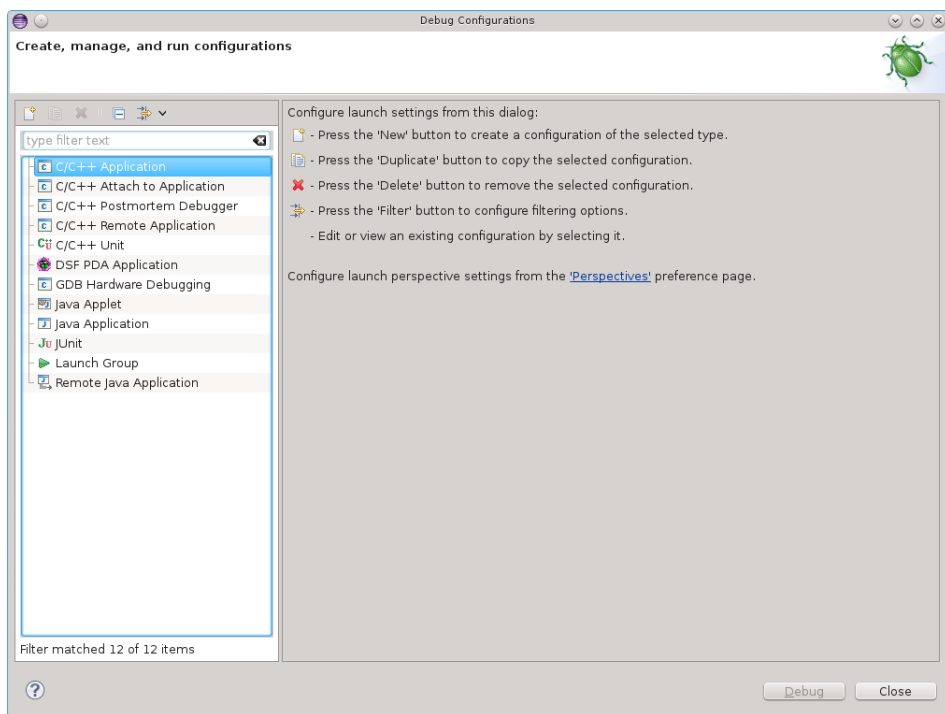 Debug Configurations
Create, manage, and run configurations
type filter text
C/C++ Application
C/C++ Attach to Application
C/C++ Postmortem Debugger
C/C++ Remote Application
C/C++ Unit
DSF PDA Application
GDB Hardware Debugging
Java Applet
Java Application
JUnit
Launch Group
Remote Java Application
Filter matched 12 of 12 items
Configure launch settings from this dialog:
- Press the 'New' button to create a configuration of the selected type.
- Press the 'Duplicate' button to copy the selected configuration.
- Press the 'Delete' button to remove the selected configuration.
- Press the 'Filter' button to configure filtering options.
- Edit or view an existing configuration by selecting it.
Configure launch perspective settings from the 'Perspectives' preference page.
Debug
Close